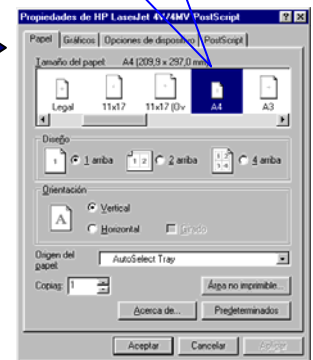 Propiedades de HP LaserJet 4V/4MV PostScript
Papel Gráficos Opciones de dispositivo PostScript
Tamaño del papel: A4 (209,9 x 297,0 mm)
Legal 11x17 11x17 (Ov A4 A3
Diseño
1 arriba 2 arriba 4 arriba
Orientación
A Vertical
Horizontal Girado
Origen del papel: AutoSelect Tray
Copias: 1 Área no imprimible...
Acerca de... Predeterminados
Aceptar Cancelar Aplicar